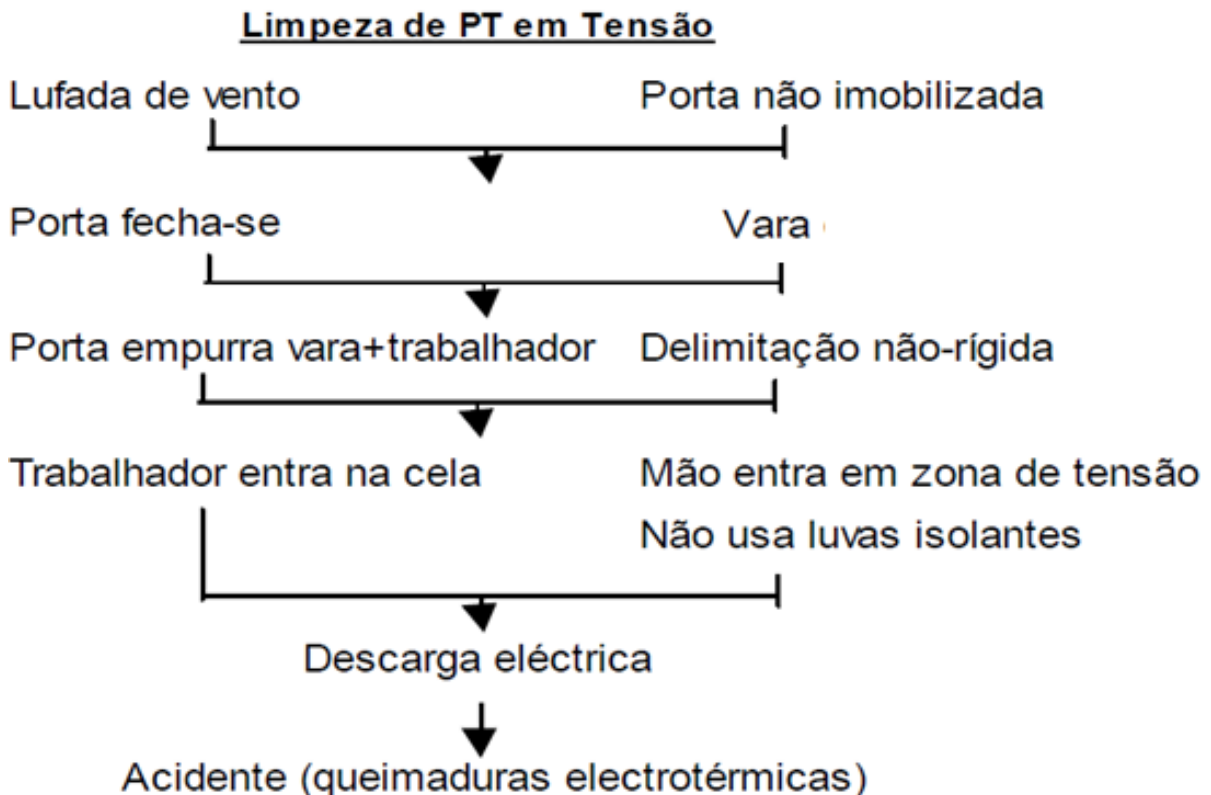 Limpeza de PT em Tensão
Lufada de vento Porta não imobilizada
Porta fecha-se Vara
Porta empurra vara+trabalhador Delimitação não-rígida
Trabalhador entra na cela Mão entra em zona de tensão
Não usa luvas isolantes
Descarga eléctrica
Acidente (queimaduras electrotérmicas)